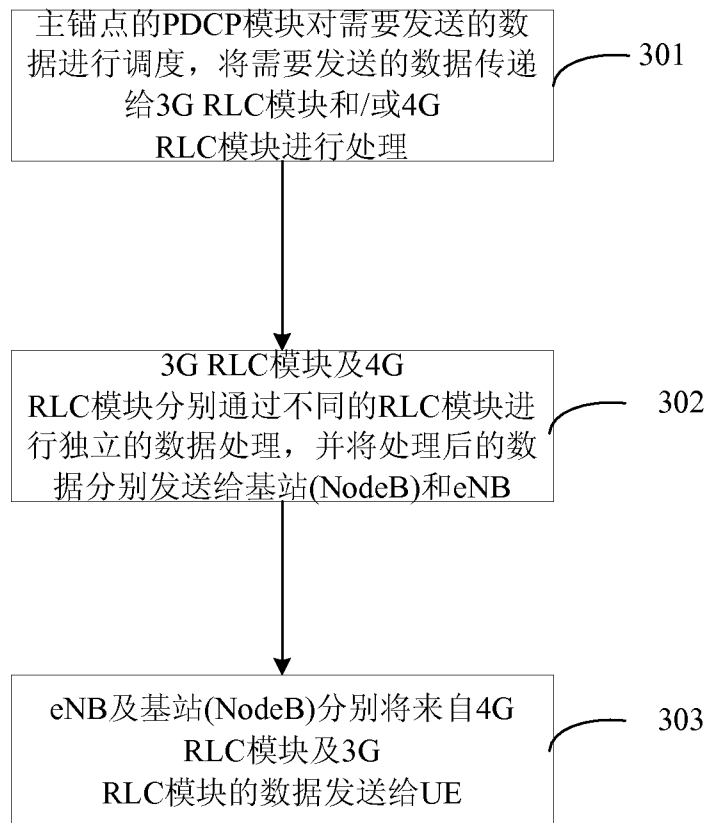 主锚点的PDCP模块对需要发送的数
据进行调度，将需要发送的数据传递
给3G RLC模块和/或4G
RLC模块进行处理
301
3G RLC模块及4G
RLC模块分别通过不同的RLC模块进
行独立的数据处理，并将处理后的数
据分别发送给基站(NodeB)和eNB
302
eNB及基站(NodeB)分别将来自4G
RLC模块及3G
RLC模块的数据发送给UE
303